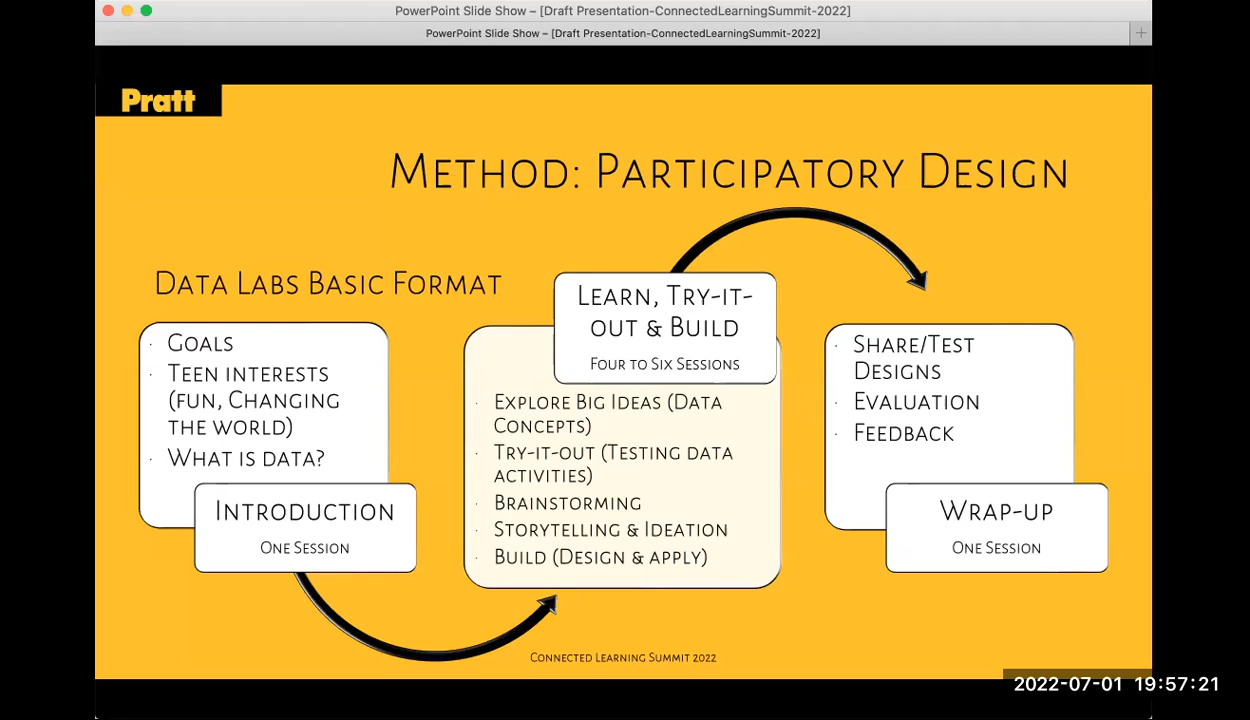 PowerPoint Slide Show – [Draft Presentation-ConnectedLearningSummit-2022]
PowerPoint Slide Show – [Draft Presentation-ConnectedLearningSummit-2022]
Pratt
Method: Participatory Design
Data Labs Basic Format
· Goals
· Teen interests
(fun, Changing
the world)
· What is data?
Introduction
One Session
Learn, Try-it-
out & Build
Four to Six Sessions
· Explore Big Ideas (Data
Concepts)
· Try-it-out (Testing data
activities)
· Brainstorming
· Storytelling & Ideation
· Build (Design & apply)
· Share/Test
Designs
· Evaluation
· Feedback
Wrap-up
One Session
Connected Learning Summit 2022
2022-07-01 19:57:21